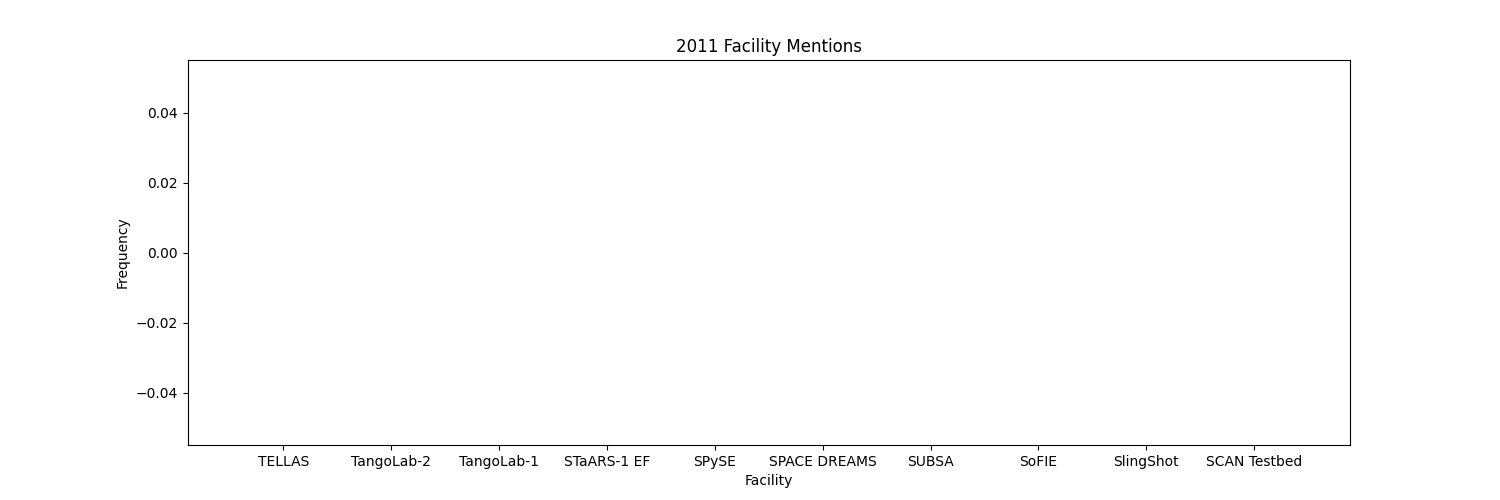 2011 Facility Mentions
0.04
0.02
0.00
−0.02
−0.04
Frequency
TELLAS TangoLab-2 TangoLab-1 STaARS-1 EF SPySE SPACE DREAMS SUBSA SoFIE SlingShot SCAN Testbed
Facility